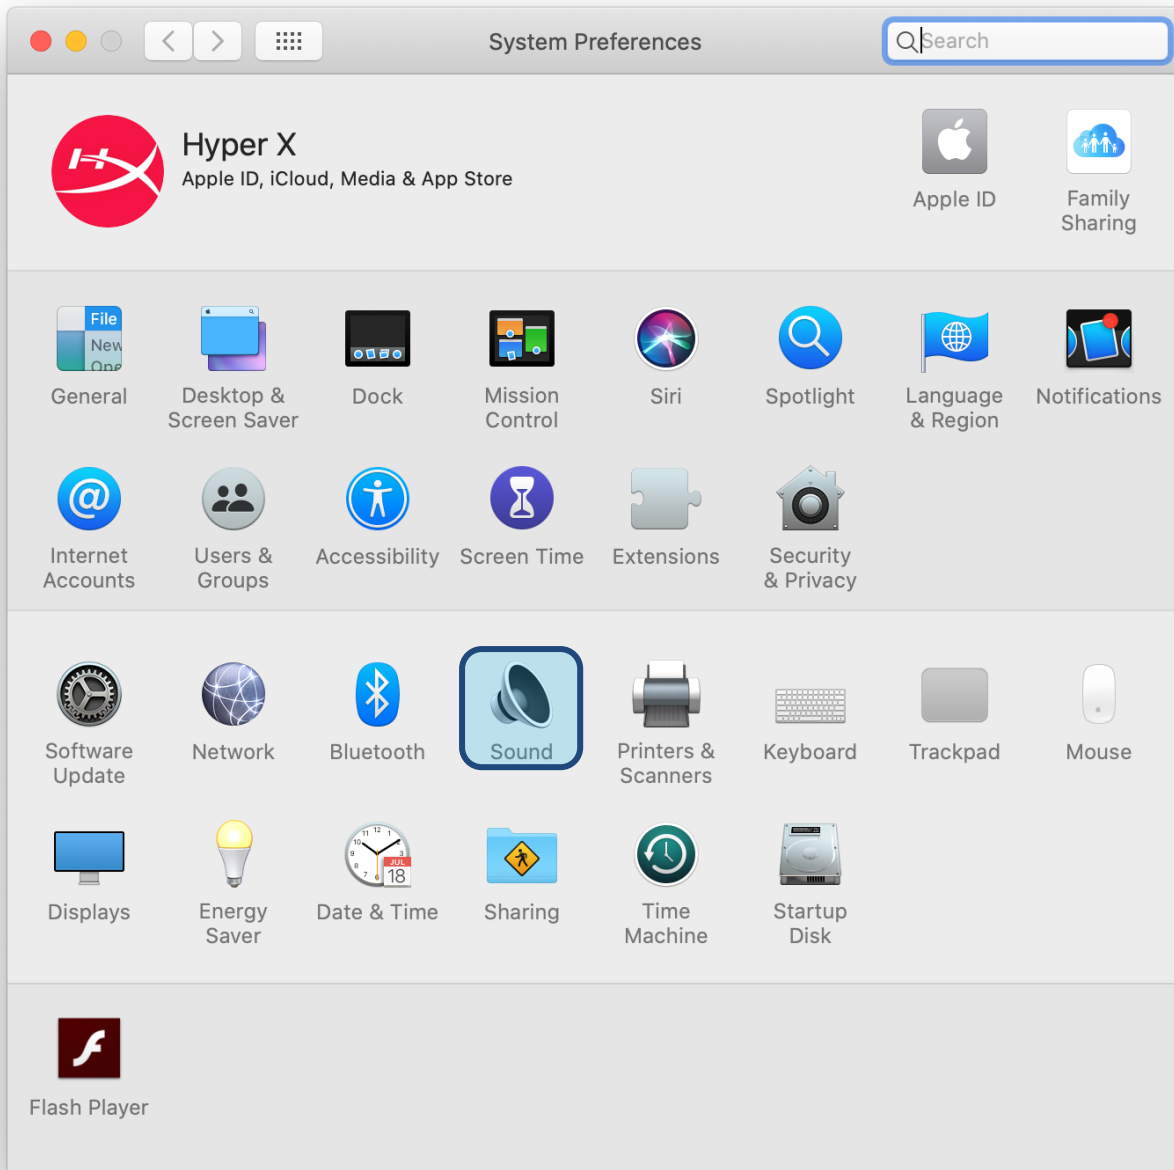 System Preferences
Search
HX
Hyper X
Apple ID, iCloud, Media & App Store
Apple ID
Family
Sharing
File
New
Ope
General
Desktop &
Screen Saver
Dock
Mission
Control
Siri
Spotlight
Language
& Region
Notifications
@
Internet
Accounts
Users &
Groups
Accessibility
Screen Time
Extensions
Security
& Privacy
Software
Update
Network
Bluetooth
Sound
Printers &
Scanners
Keyboard
Trackpad
Mouse
Displays
Energy
Saver
JUL
18
Date & Time
Sharing
Time
Machine
Startup
Disk
Flash Player